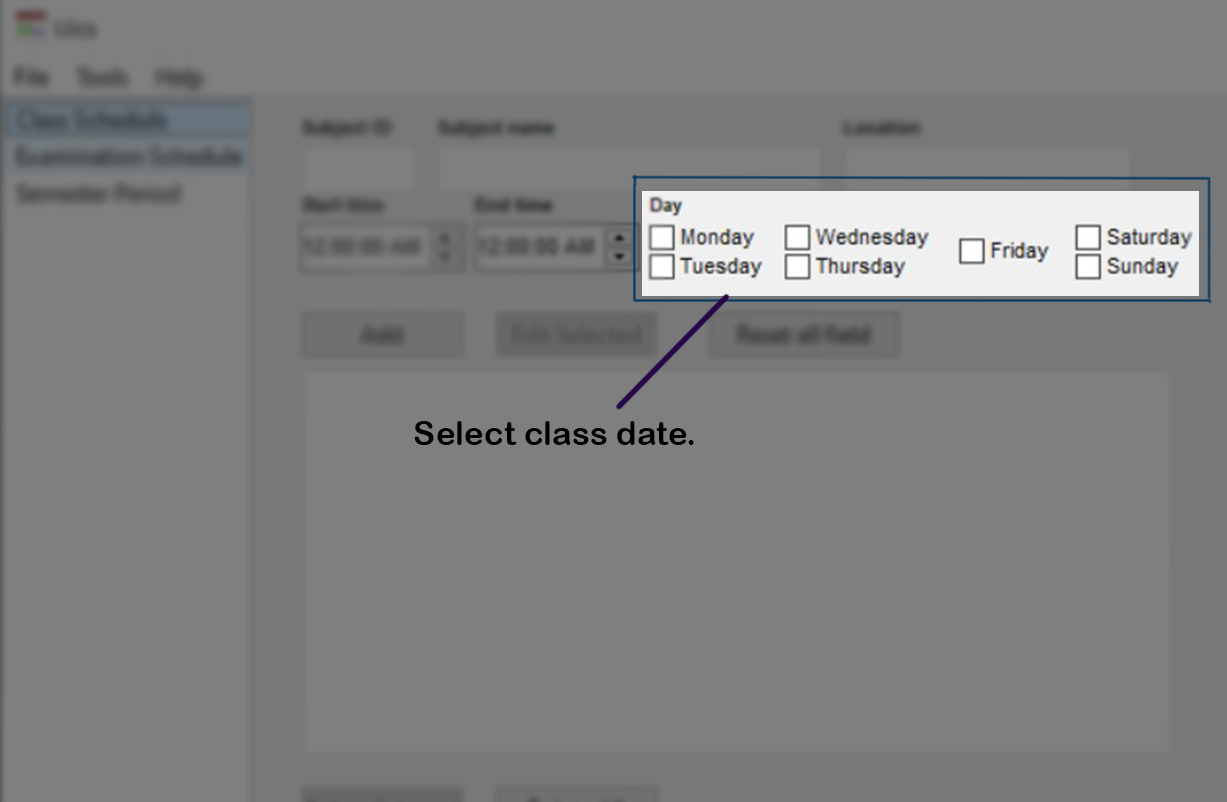 Uics
File Tools Help
Class Schedule
Examination Schedule
Semester Period
Subject ID Subject name Location
Start time End time Day
12:00:00 AM 12:00:00 AM
Monday Wednesday Friday Saturday
Tuesday Thursday Sunday
Add Edit Selected Reset all field
Select class date.